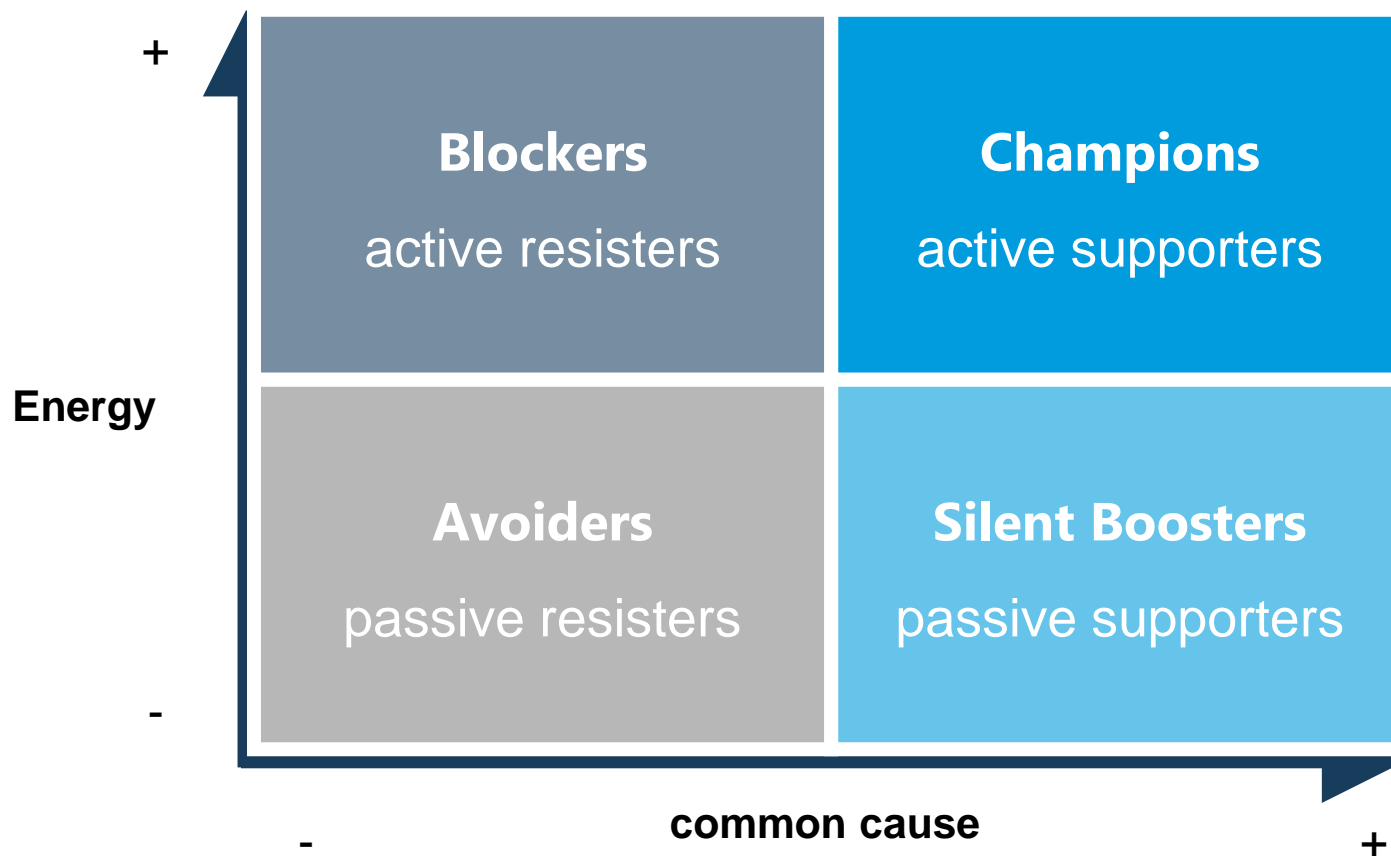 +
Blockers
active resisters
Champions
active supporters
Energy
Avoiders
passive resisters
Silent Boosters
passive supporters
-
common cause
-
+